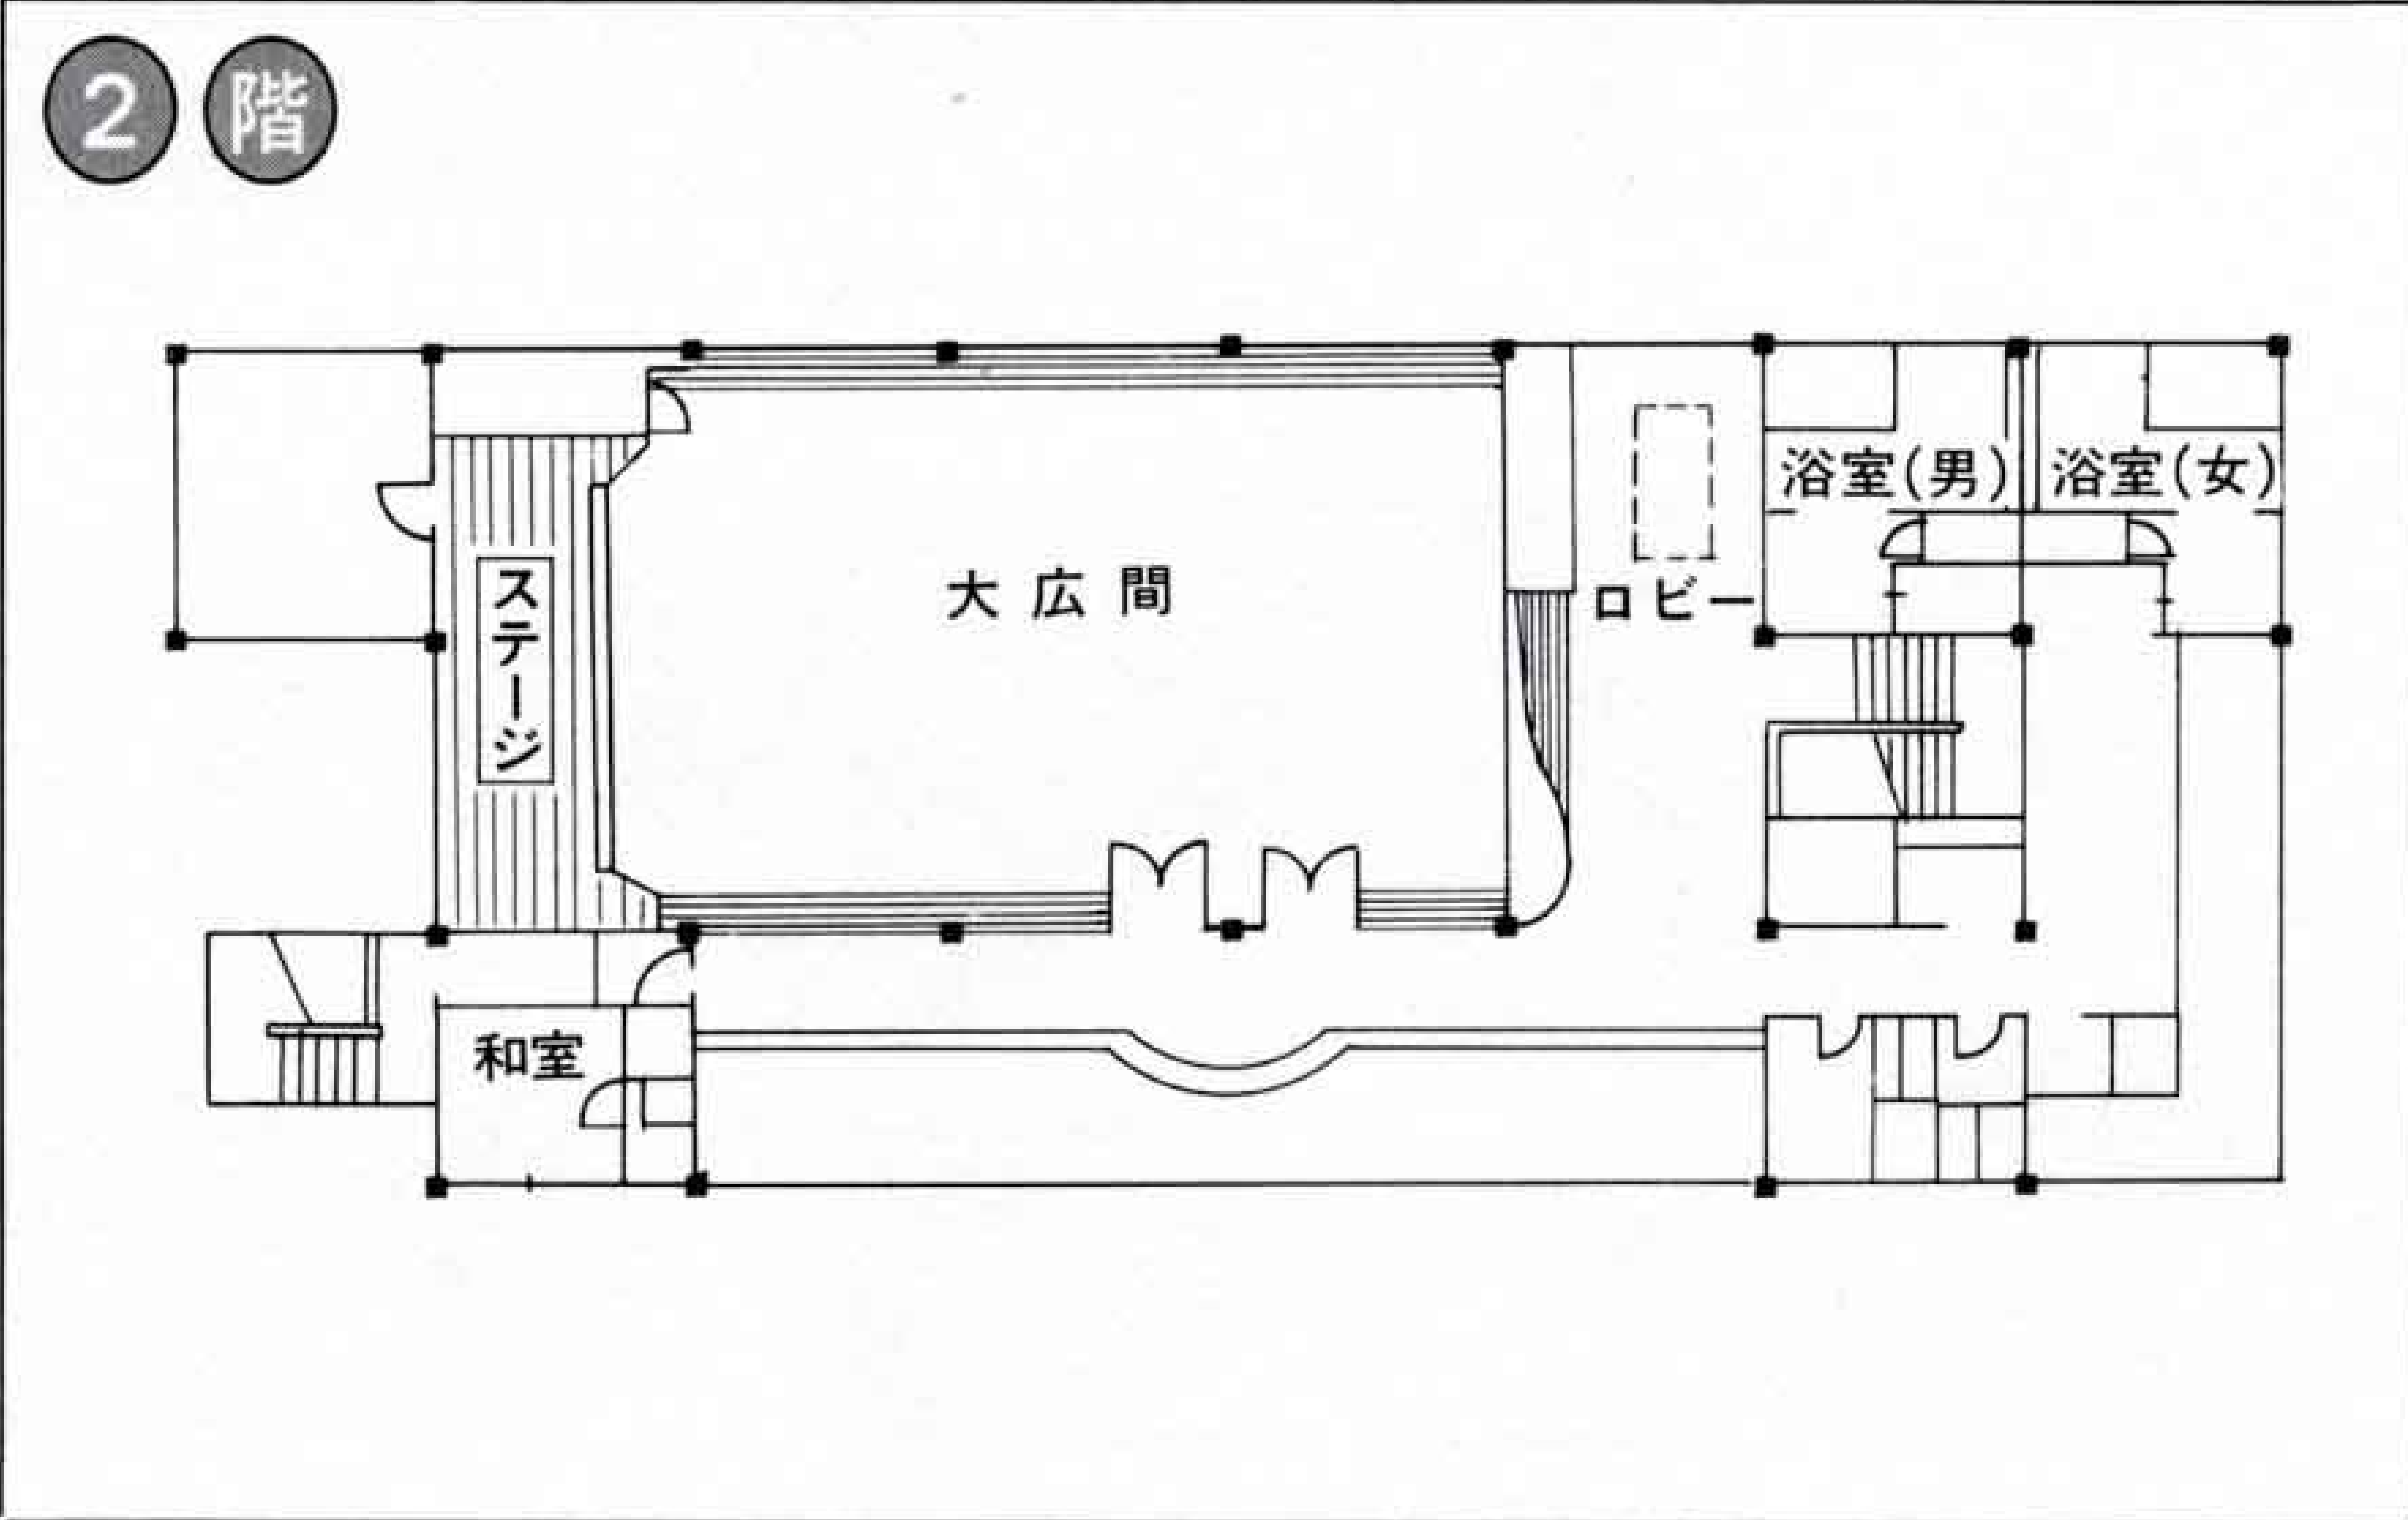 2階
浴室(男)
浴室(女)
ステージ
大広間
ロビー
和室